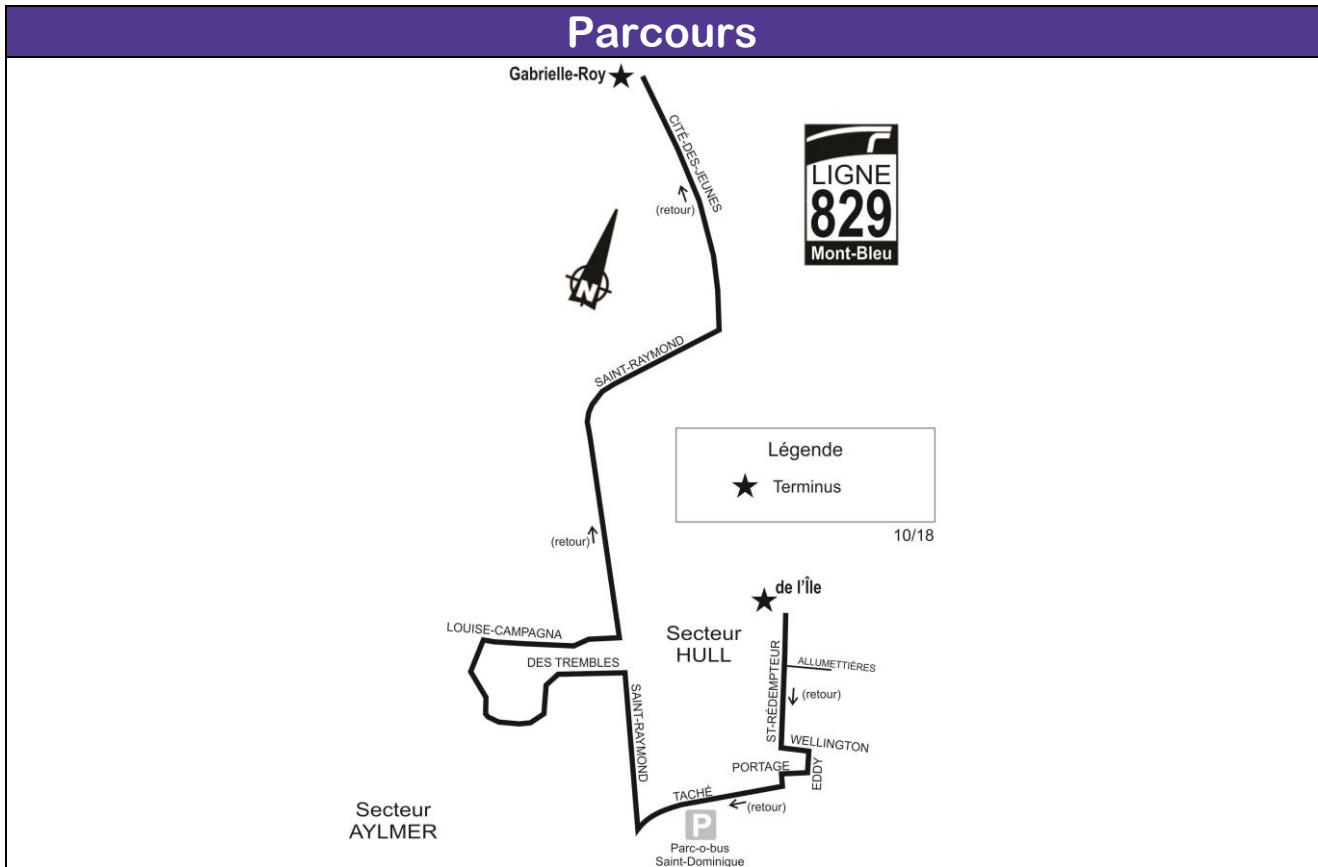 Parcours
Gabrielle-Roy
CITÉ-DES-JEUNES
(retour)
LIGNE
829
Mont-Bleu
N
SAINT-RAYMOND
Légende
Terminus
10/18
(retour)
de l'Île
LOUISE-CAMPAGNA
Secteur
HULL
DES TREMBLES
ALLUMETTIÈRES
ST-RÉDEMPTEUR
(retour)
SAINT-RAYMOND
WELLINGTON
PORTAGE
EDDY
TACHÉ
(retour)
Secteur
AYLMER
P
Parc-o-bus
Saint-Dominique